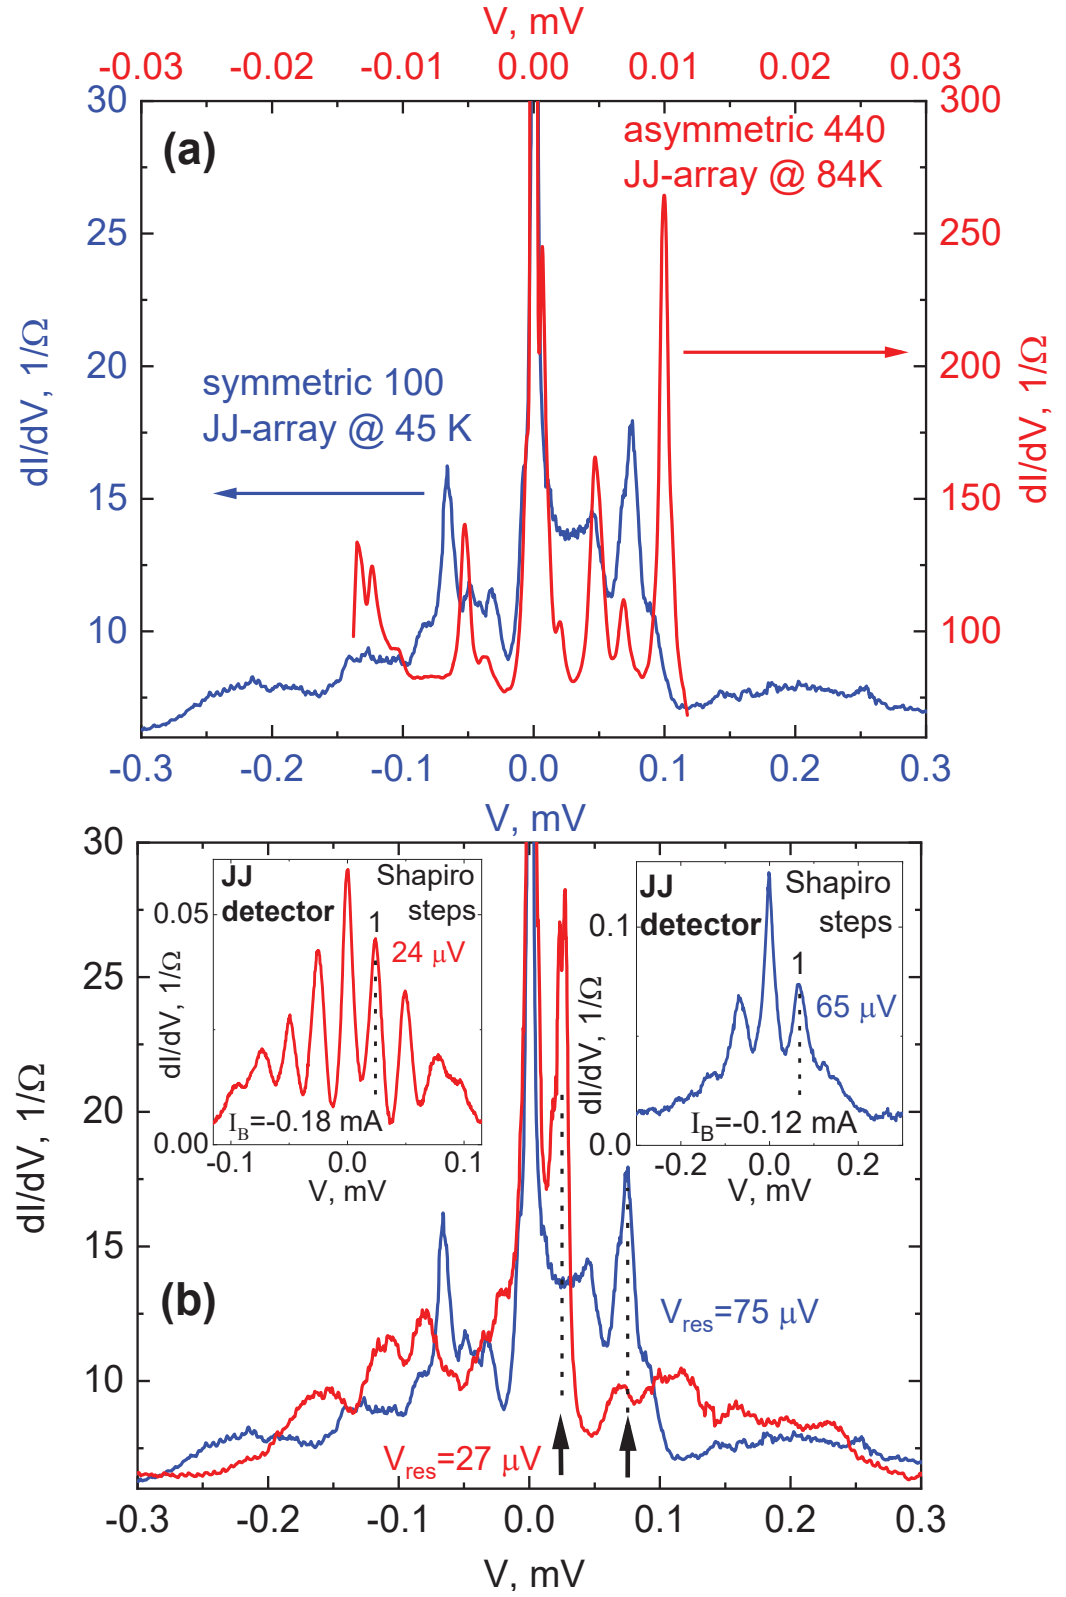 V, mV
-0.03 -0.02 -0.01 0.00 0.01 0.02 0.03
30 300
(a)
asymmetric 440
JJ-array @ 84K
25 250
20 200
symmetric 100
JJ-array @ 45 K
dI/dV, 1/Ω
dI/dV, 1/Ω
15 150
10 100
-0.3 -0.2 -0.1 0.0 0.1 0.2 0.3
V, mV
30
JJ
detector
Shapiro
steps
1
24 μV
0.05
dI/dV, 1/Ω
I_B=-0.18 mA
0.00
-0.1 0.0 0.1
V, mV
JJ
detector
Shapiro
steps
0.1
1
65 μV
dI/dV, 1/Ω
I_B=-0.12 mA
0.0
-0.2 0.0 0.2
V, mV
25
20
dI/dV, 1/Ω
15
(b)
V_res=75 μV
10
V_res=27 μV
-0.3 -0.2 -0.1 0.0 0.1 0.2 0.3
V, mV